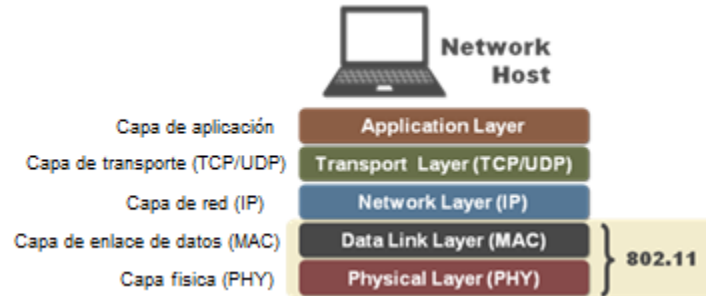 Network
Host
Capa de aplicación
Application Layer
Capa de transporte (TCP/UDP)
Transport Layer (TCP/UDP)
Capa de red (IP)
Network Layer (IP)
Capa de enlace de datos (MAC)
Data Link Layer (MAC)
802.11
Capa física (PHY)
Physical Layer (PHY)